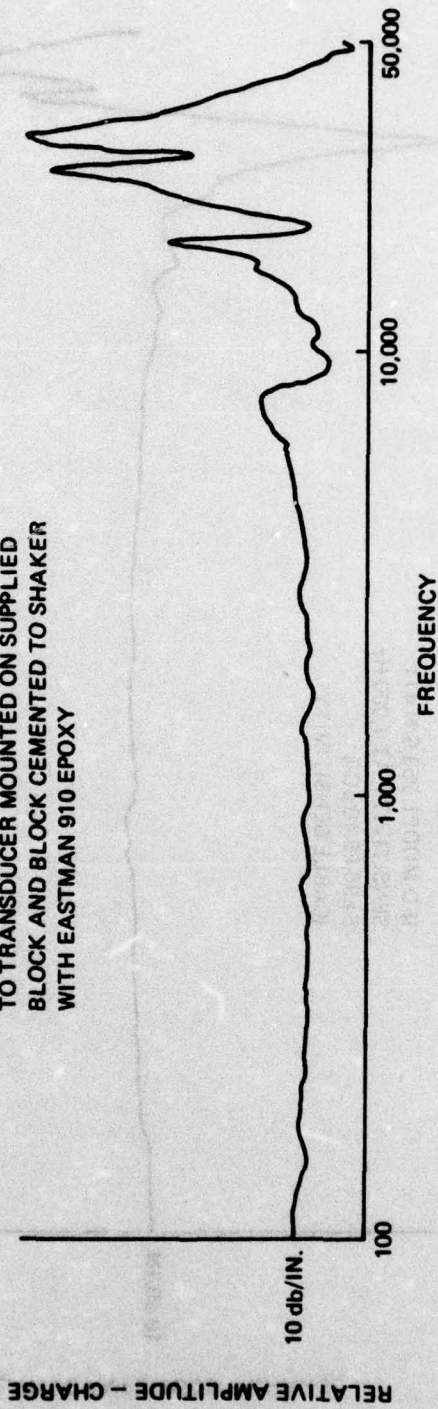 TO TRANSDUCER MOUNTED ON SUPPLIED
BLOCK AND BLOCK CEMENTED TO SHAKER
WITH EASTMAN 910 EPOXY
RELATIVE AMPLITUDE – CHARGE
10 db/IN.
100
1,000
10,000
50,000
FREQUENCY